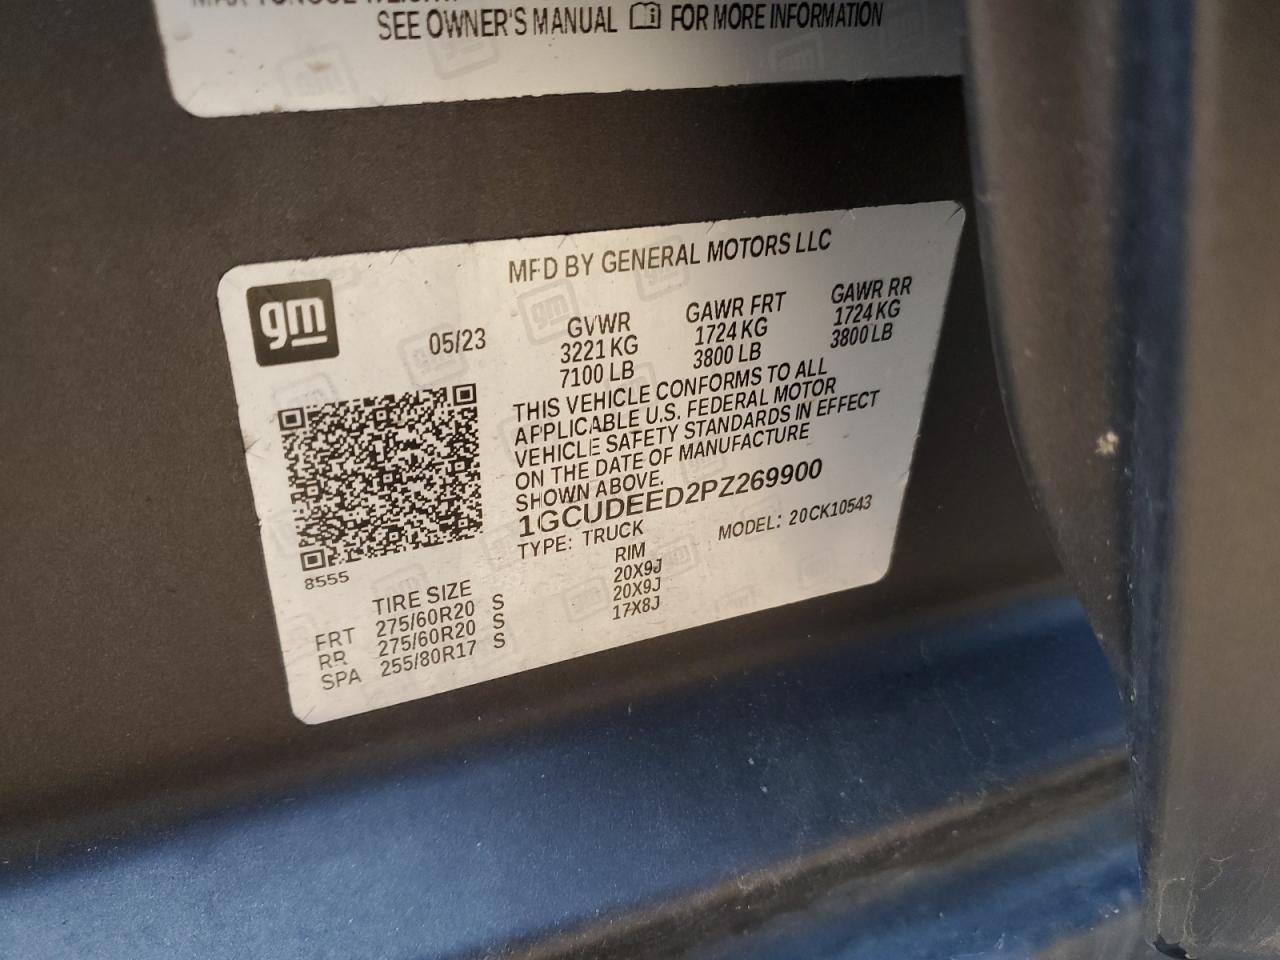 SEE OWNER'S MANUAL FOR MORE INFORMATION
MFD BY GENERAL MOTORS LLC
gm
05/23
GVWR GAWR FRT GAWR RR
3221 KG 1724 KG 1724 KG
7100 LB 3800 LB 3800 LB
THIS VEHICLE CONFORMS TO ALL
APPLICABLE U.S. FEDERAL MOTOR
VEHICLE SAFETY STANDARDS IN EFFECT
ON THE DATE OF MANUFACTURE
SHOWN ABOVE.
1GCUDEED2PZ269900
TYPE: TRUCK MODEL: 20CK10543
8555
TIRE SIZE RIM
FRT 275/60R20 S 20X9J
RR 275/60R20 S 20X9J
SPA 255/80R17 S 17X8J